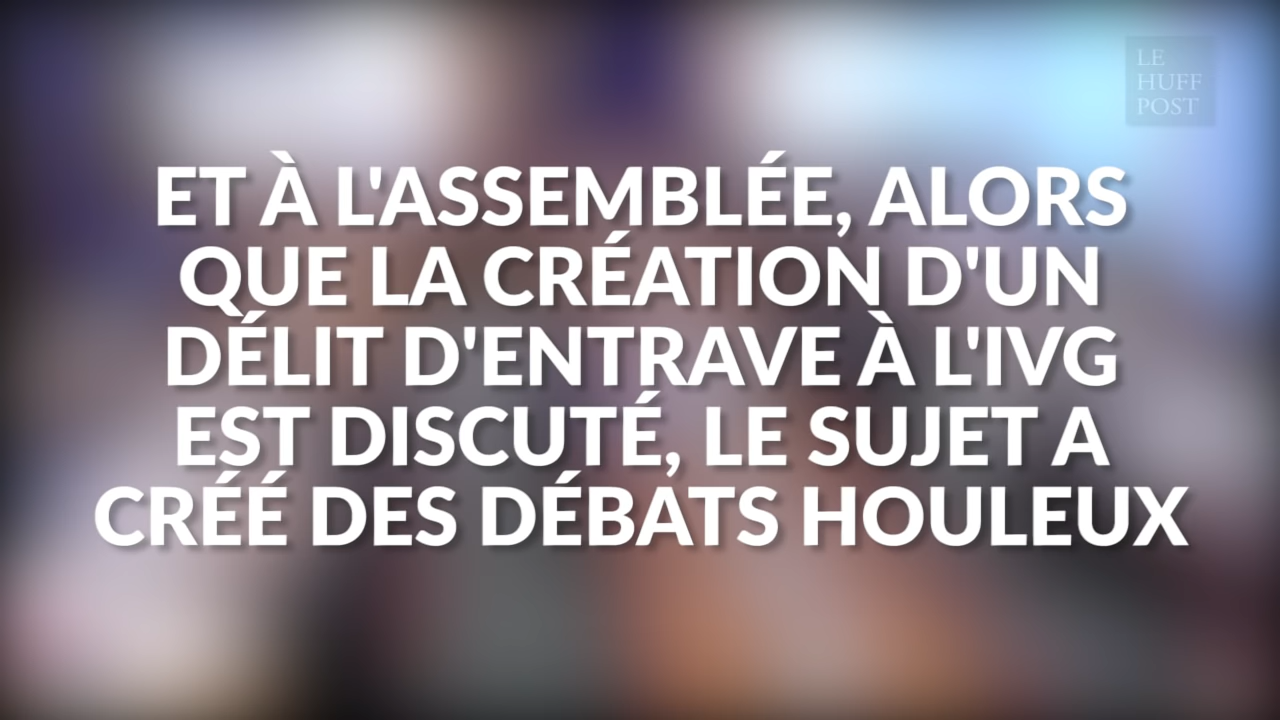 LE
HUFF
POST
ET À L'ASSEMBLÉE, ALORS
QUE LA CRÉATION D'UN
DÉLIT D'ENTRAVE À L'IVG
EST DISCUTÉ, LE SUJET A
CRÉÉ DES DÉBATS HOULEUX